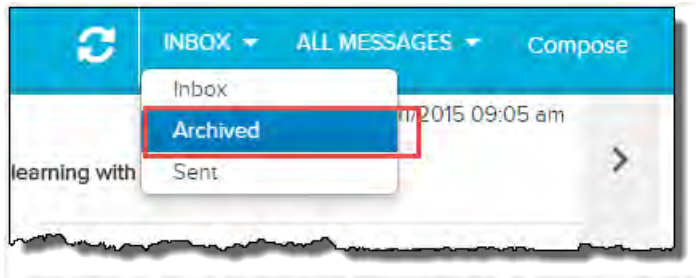 INBOX ALL MESSAGES Compose
Inbox
2015 09:05 am
Archived
learning with
Sent